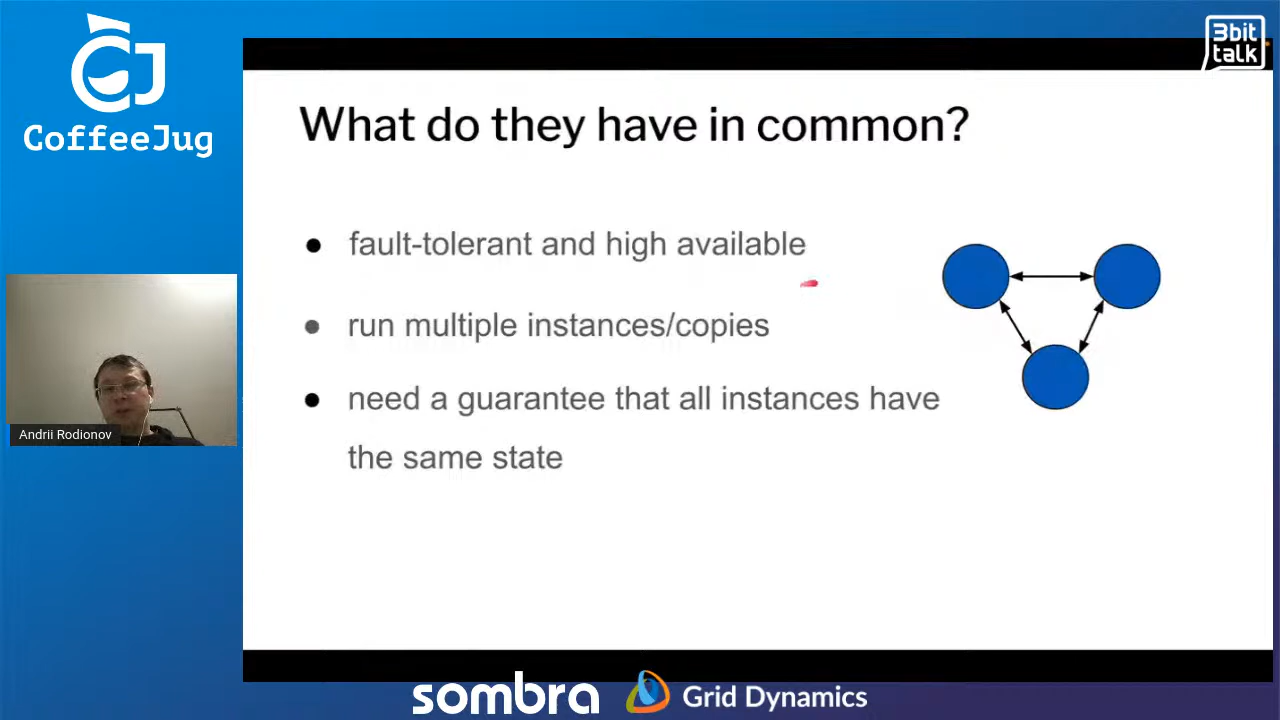 CJ
CoffeeJug
3bit
talk
What do they have in common?
● fault-tolerant and high available
● run multiple instances/copies
● need a guarantee that all instances have
the same state
Andrii Rodionov
sombra
Grid Dynamics